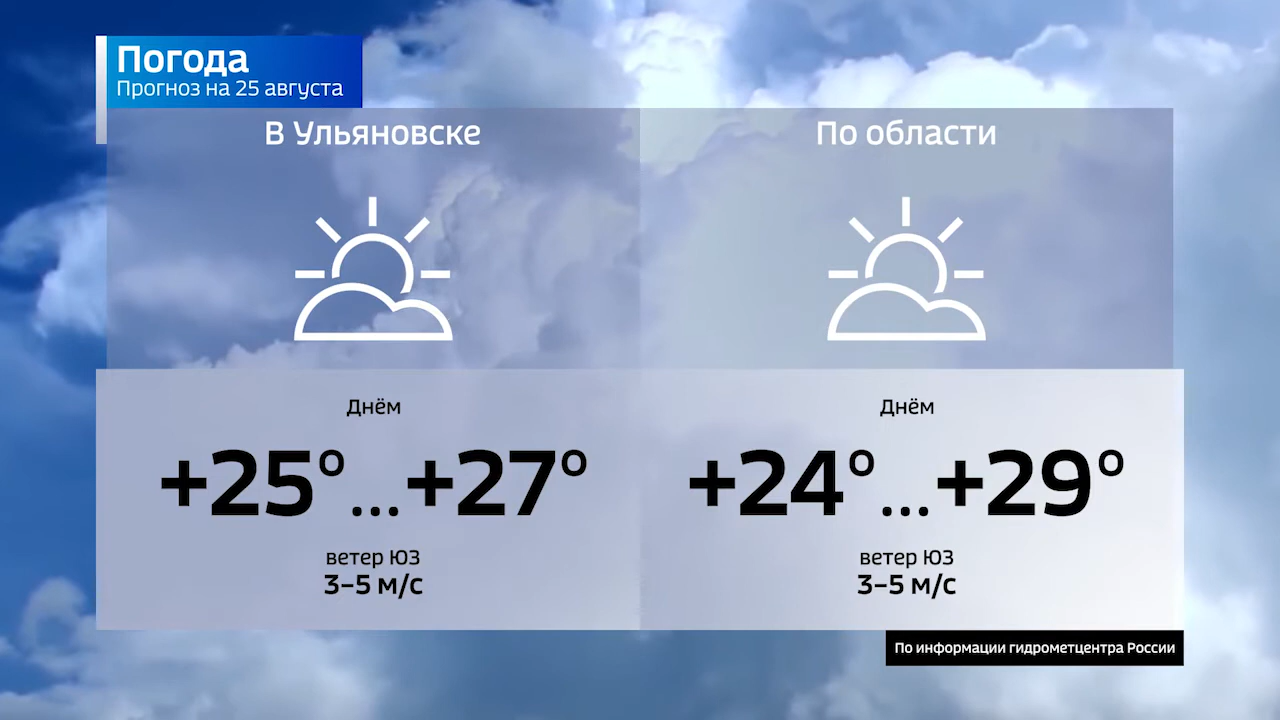 Погода
Прогноз на 25 августа
В Ульяновске
По области
Днём
+25°...+27°
ветер ЮЗ
3-5 м/с
Днём
+24°...+29°
ветер ЮЗ
3-5 м/с
По информации гидрометцентра России